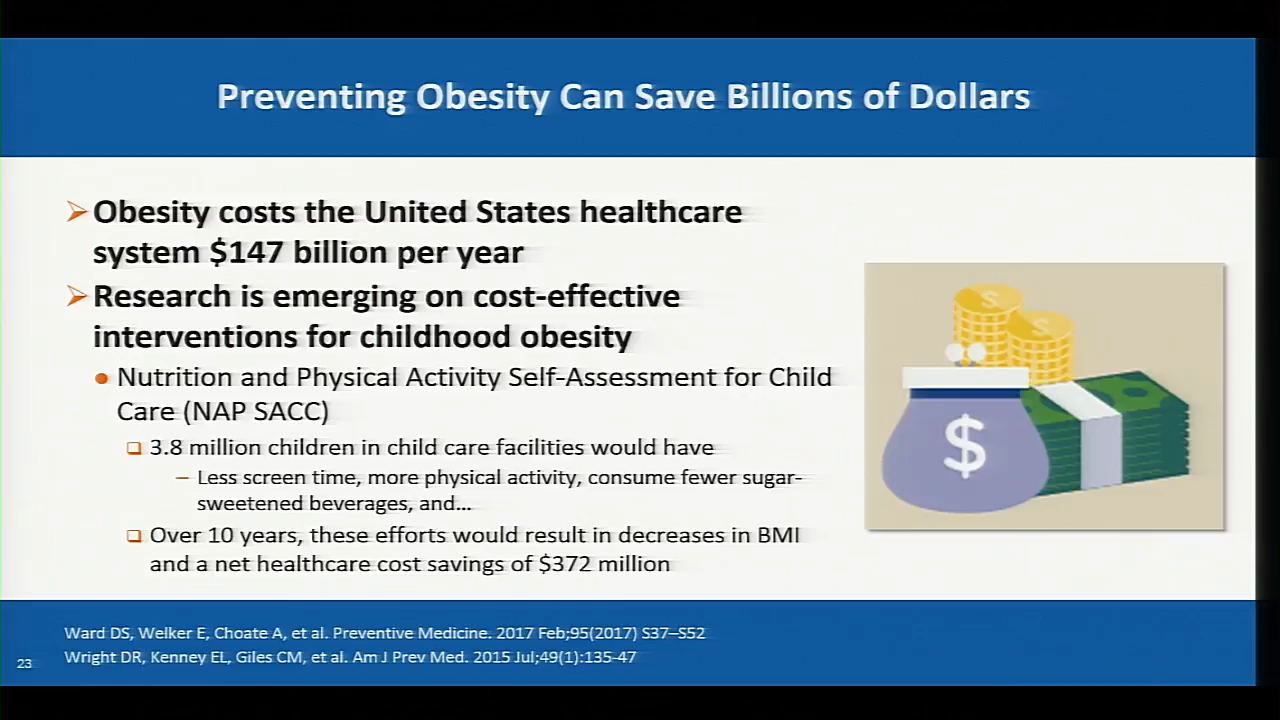 Preventing Obesity Can Save Billions of Dollars
Obesity costs the United States healthcare
system $147 billion per year
Research is emerging on cost-effective
interventions for childhood obesity
Nutrition and Physical Activity Self-Assessment for Child
Care (NAP SACC)
3.8 million children in child care facilities would have
– Less screen time, more physical activity, consume fewer sugar-
sweetened beverages, and...
Over 10 years, these efforts would result in decreases in BMI
and a net healthcare cost savings of $372 million
$
$
$
Ward DS, Welker E, Choate A, et al. Preventive Medicine. 2017 Feb;95(2017) S37–S52
Wright DR, Kenney EL, Giles CM, et al. Am J Prev Med. 2015 Jul;49(1):135-47
23